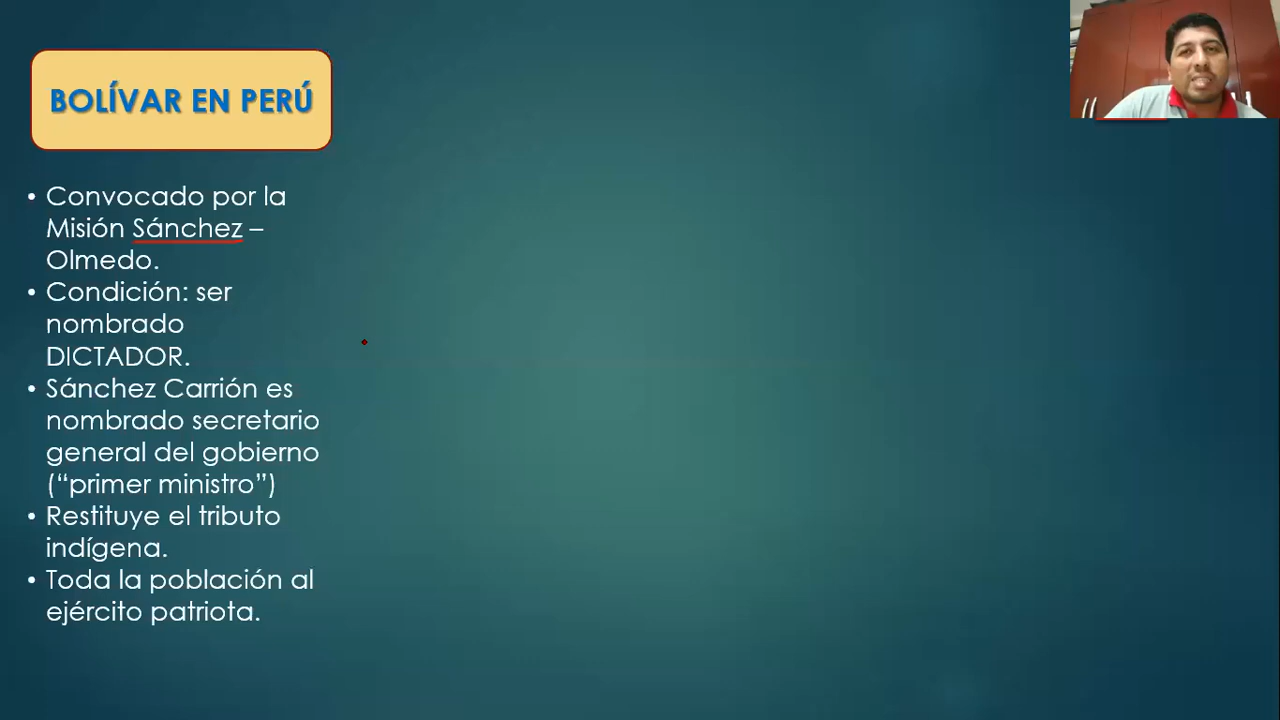 BOLÍVAR EN PERÚ
• Convocado por la
Misión Sánchez –
Olmedo.
• Condición: ser
nombrado
DICTADOR.
• Sánchez Carrión es
nombrado secretario
general del gobierno
(“primer ministro”)
• Restituye el tributo
indígena.
• Toda la población al
ejército patriota.